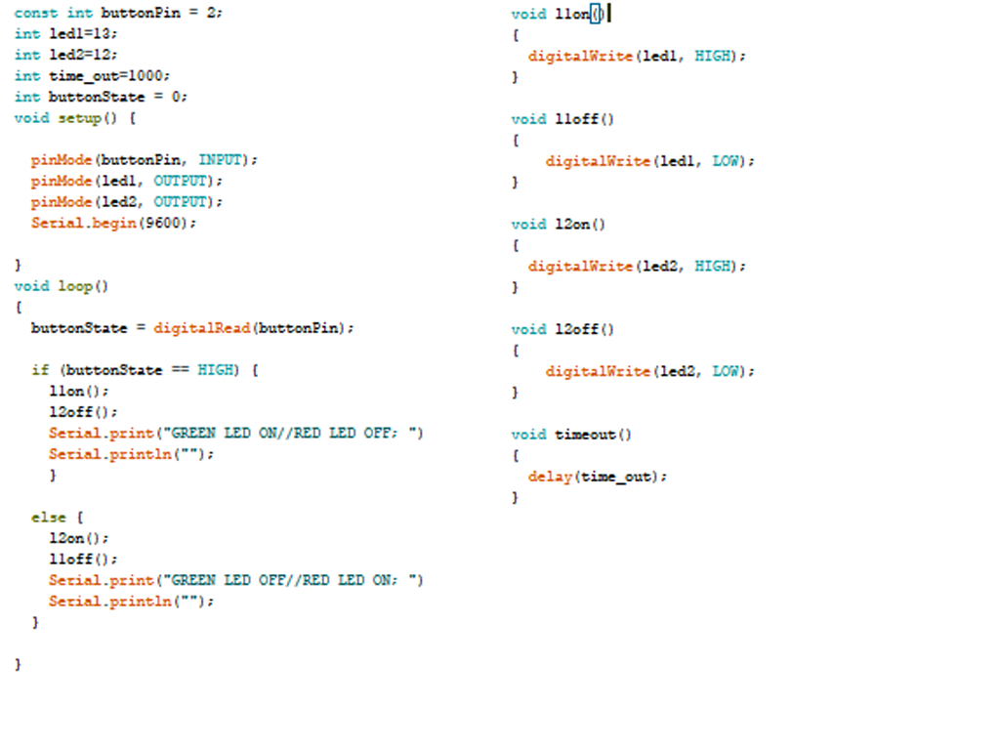 const int buttonPin = 2;
int led1=13;
int led2=12;
int time_out=1000;
int buttonState = 0;
void setup() {
pinMode(buttonPin, INPUT);
pinMode(led1, OUTPUT);
pinMode(led2, OUTPUT);
Serial.begin(9600);
}
void loop()
{
buttonState = digitalRead(buttonPin);
if (buttonState == HIGH) {
l1on();
l2off();
Serial.print("GREEN LED ON//RED LED OFF; ")
Serial.println("");
}
else {
l2on();
l1off();
Serial.print("GREEN LED OFF//RED LED ON; ")
Serial.println("");
}
}
void l1on()
{
digitalWrite(led1, HIGH);
}
void l1off()
{
digitalWrite(led1, LOW);
}
void l2on()
{
digitalWrite(led2, HIGH);
}
void l2off()
{
digitalWrite(led2, LOW);
}
void timeout()
{
delay(time_out);
}